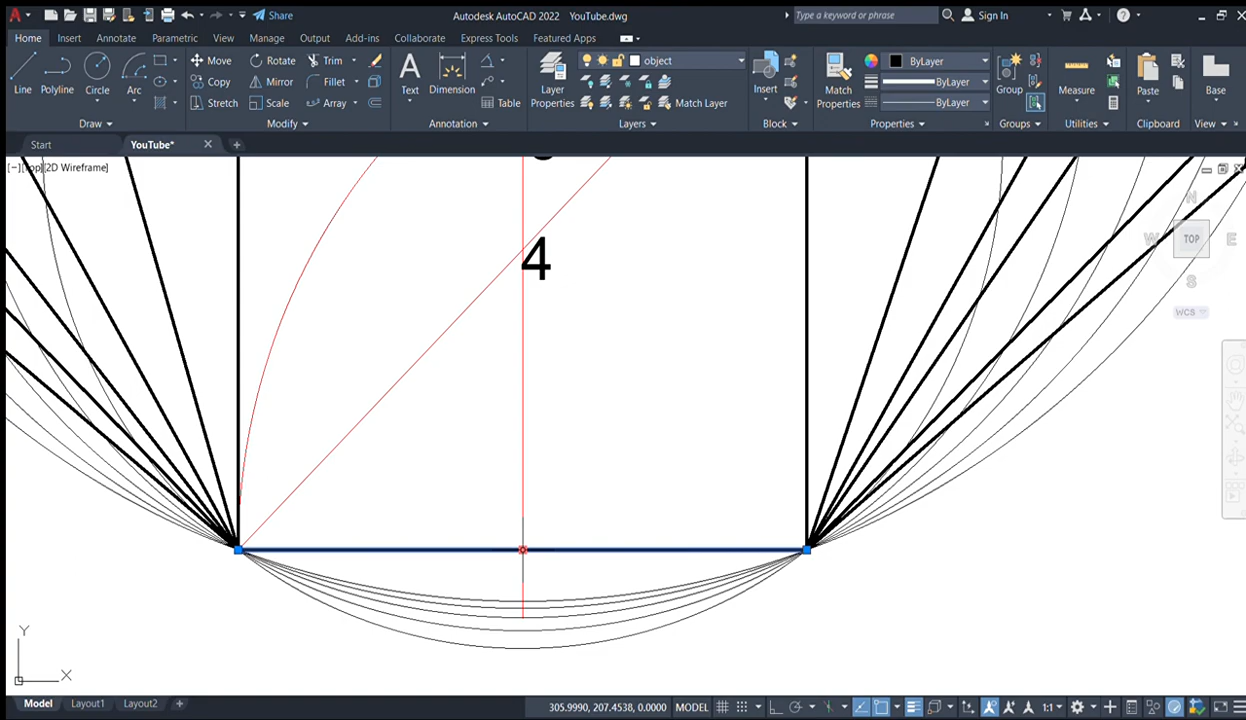 Share
Autodesk AutoCAD 2022 YouTube.dwg
Type a keyword or phrase
Sign In
Home Insert Annotate Parametric View Manage Output Add-ins Collaborate Express Tools Featured Apps
Line Polyline Circle Arc
Move Rotate Trim
Copy Mirror Fillet
Stretch Scale Array
Text Dimension Table
Layer Properties
object
Match Layer
Insert
Match Properties
ByLayer
ByLayer
ByLayer
Group
Measure
Paste
Base
Draw Modify Annotation Layers Block Properties Groups Utilities Clipboard View
Start YouTube*
[−][Top][2D Wireframe]
N
W TOP E
S
WCS
4
Y
X
Model Layout1 Layout2
305.9990, 207.4538, 0.0000 MODEL
1:1